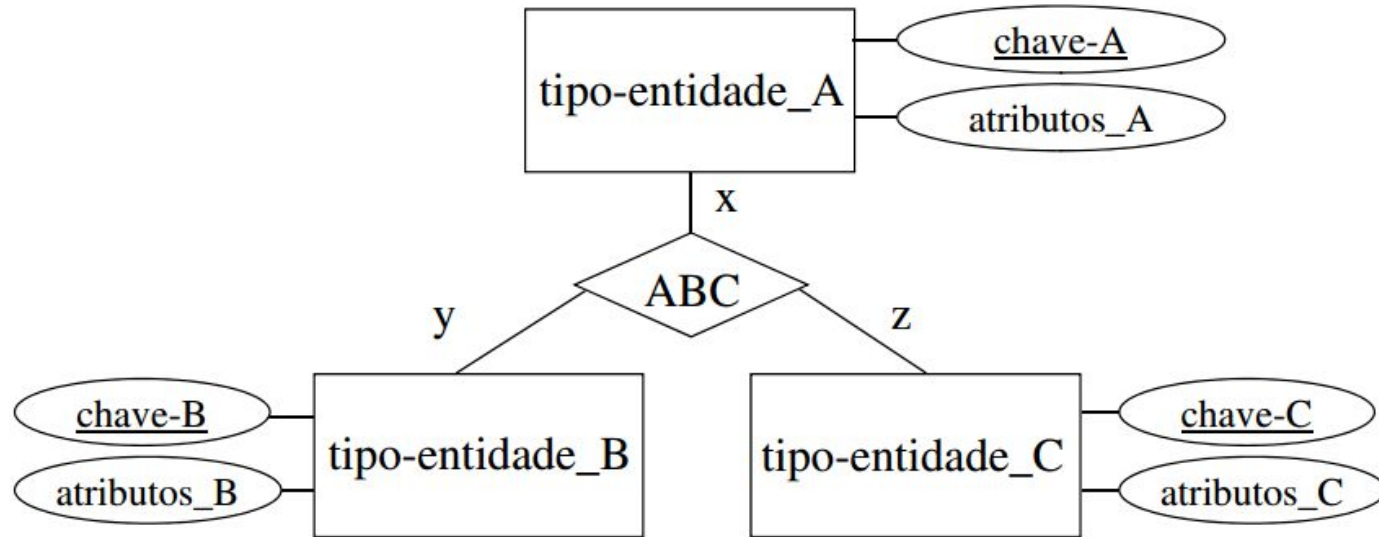 chave-A
tipo-entidade_A
atributos_A
x
ABC
y
z
chave-B
tipo-entidade_B
atributos_B
chave-C
tipo-entidade_C
atributos_C